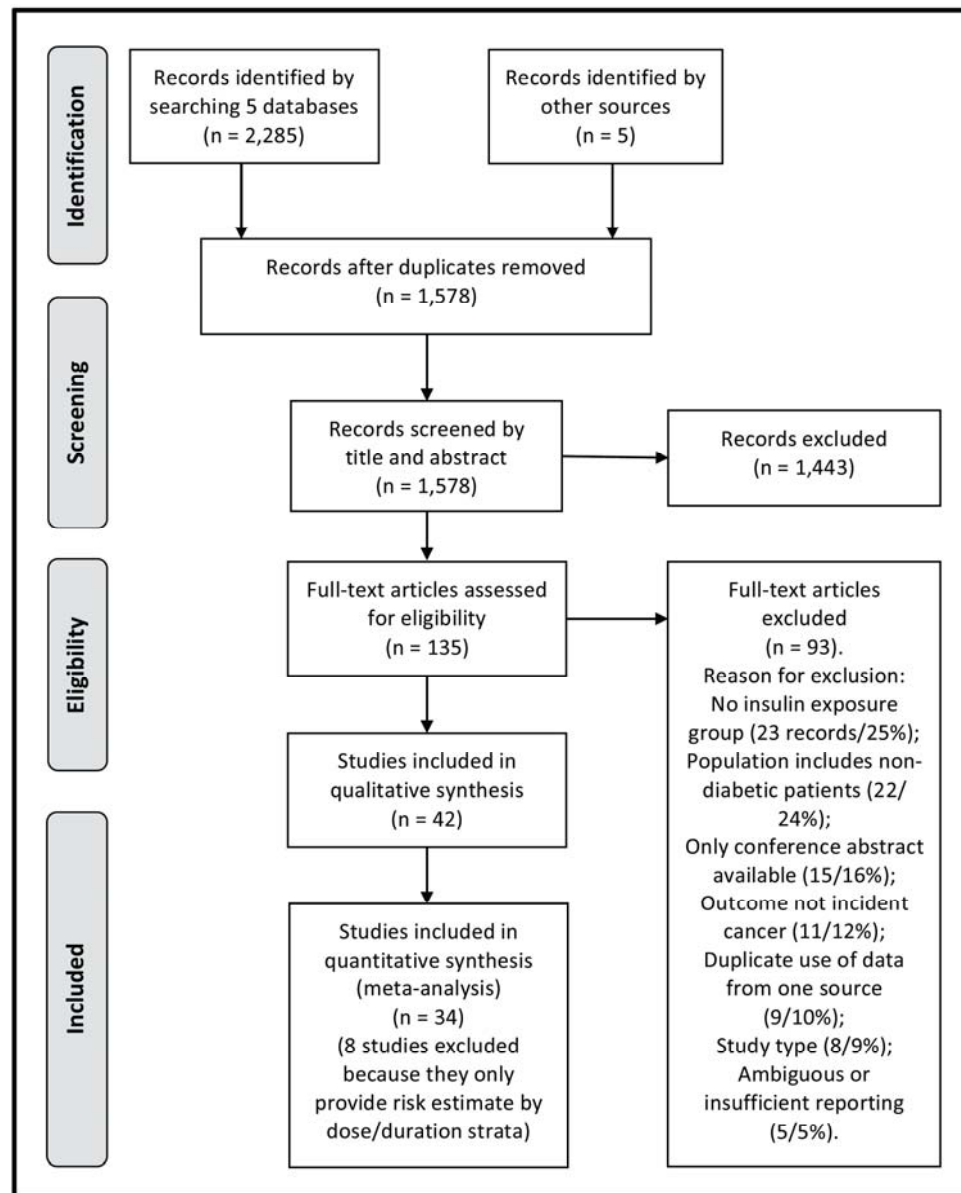 Identification
Records identified by
searching 5 databases
(n = 2,285)
Records identified by
other sources
(n = 5)
Records after duplicates removed
(n = 1,578)
Screening
Records screened by
title and abstract
(n = 1,578)
Records excluded
(n = 1,443)
Eligibility
Full-text articles assessed
for eligibility
(n = 135)
Full-text articles
excluded
(n = 93).
Reason for exclusion:
No insulin exposure
group (23 records/25%);
Population includes non-
diabetic patients (22/
24%);
Only conference abstract
available (15/16%);
Outcome not incident
cancer (11/12%);
Duplicate use of data
from one source
(9/10%);
Study type (8/9%);
Ambiguous or
insufficient reporting
(5/5%).
Studies included in
qualitative synthesis
(n = 42)
Included
Studies included in
quantitative synthesis
(meta-analysis)
(n = 34)
(8 studies excluded
because they only
provide risk estimate by
dose/duration strata)